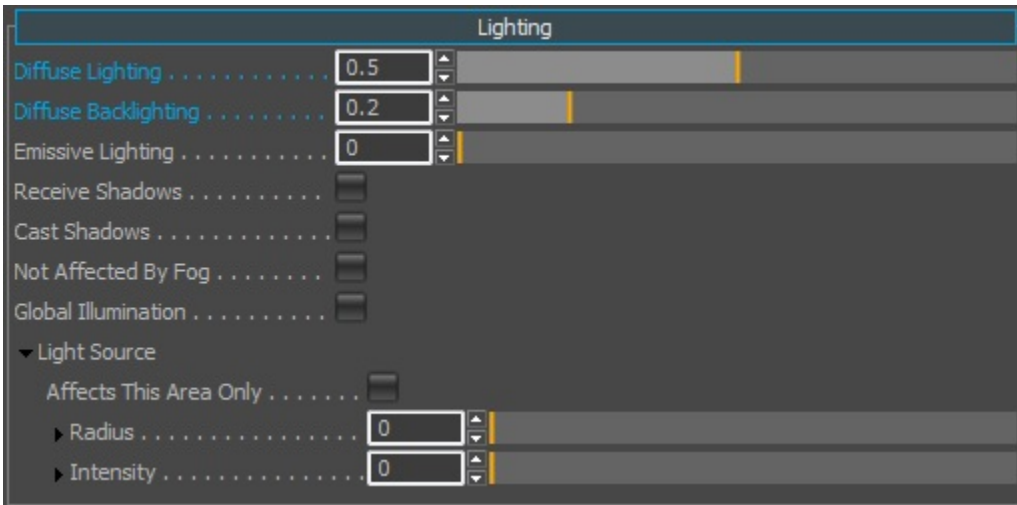 Lighting
Diffuse Lighting . . . . . . . . . . . . 0.5
Diffuse Backlighting . . . . . . . . . 0.2
Emissive Lighting . . . . . . . . . . . 0
Receive Shadows . . . . . . . . . .
Cast Shadows . . . . . . . . . . . . .
Not Affected By Fog . . . . . . . .
Global Illumination . . . . . . . . . .
Light Source
Affects This Area Only . . . . . . .
Radius . . . . . . . . . . . . . . . . . 0
Intensity . . . . . . . . . . . . . . . . 0